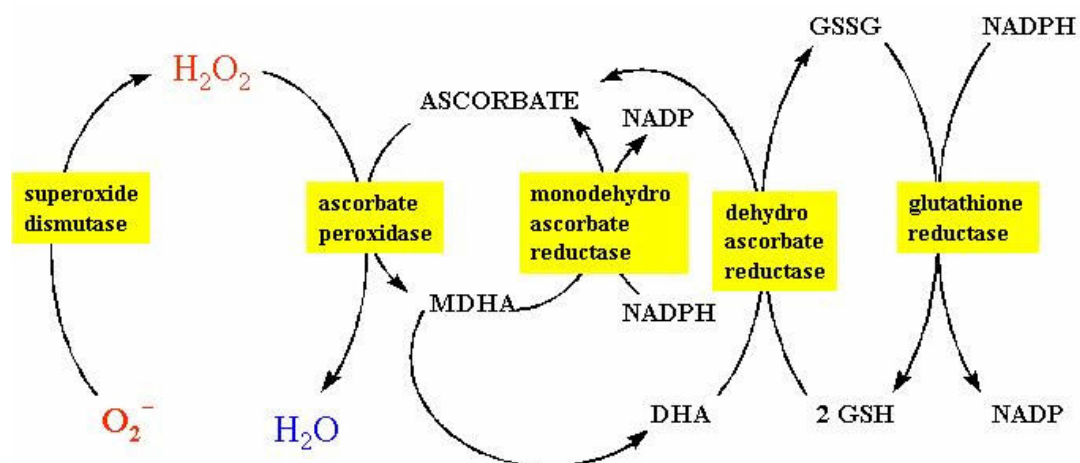 GSSG
NADPH
H₂O₂
ASCORBATE
NADP
superoxide
dismutase
ascorbate
peroxidase
monodehydro
ascorbate
reductase
dehydro
ascorbate
reductase
glutathione
reductase
MDHA
NADPH
O₂⁻
H₂O
DHA
2 GSH
NADP